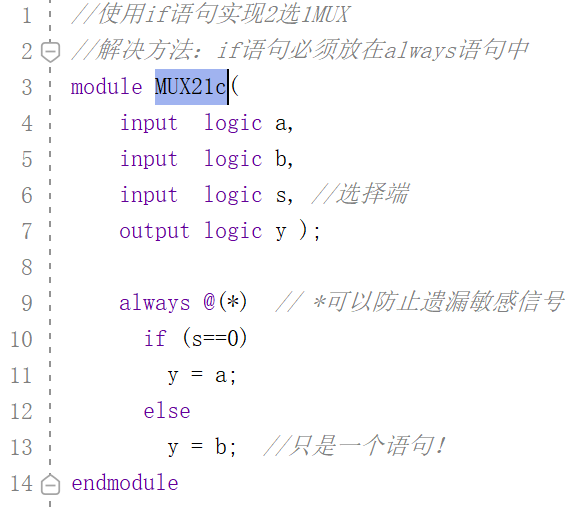 1 //使用if语句实现2选1MUX
2 //解决方法：if语句必须放在always语句中
3 module MUX21c(
4 input logic a,
5 input logic b,
6 input logic s, //选择端
7 output logic y );
8
9 always @(*) // *可以防止遗漏敏感信号
10 if (s==0)
11 y = a;
12 else
13 y = b; //只是一个语句！
14 endmodule